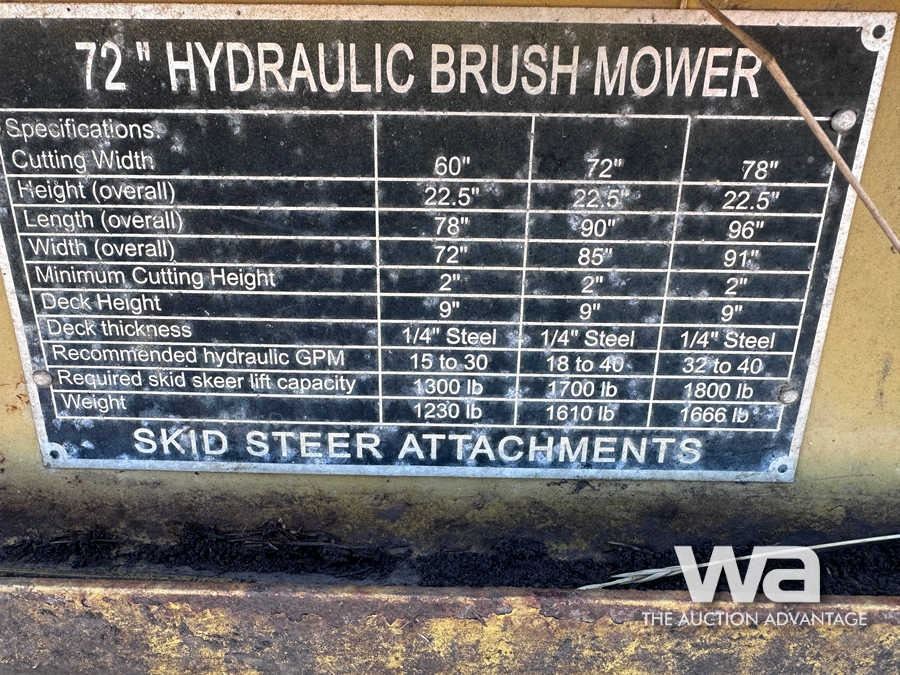 72" HYDRAULIC BRUSH MOWER
Specifications:
Cutting Width 60" 72" 78"
Height (overall) 22.5" 22.5" 22.5"
Length (overall) 78" 90" 96"
Width (overall) 72" 85" 91"
Minimum Cutting Height 2" 2" 2"
Deck Height 9" 9" 9"
Deck thickness 1/4" Steel 1/4" Steel 1/4" Steel
Recommended hydraulic GPM 15 to 30 18 to 40 32 to 40
Required skid skeer lift capacity 1300 lb 1700 lb 1800 lb
Weight 1230 lb 1610 lb 1666 lb
SKID STEER ATTACHMENTS
wa
THE AUCTION ADVANTAGE